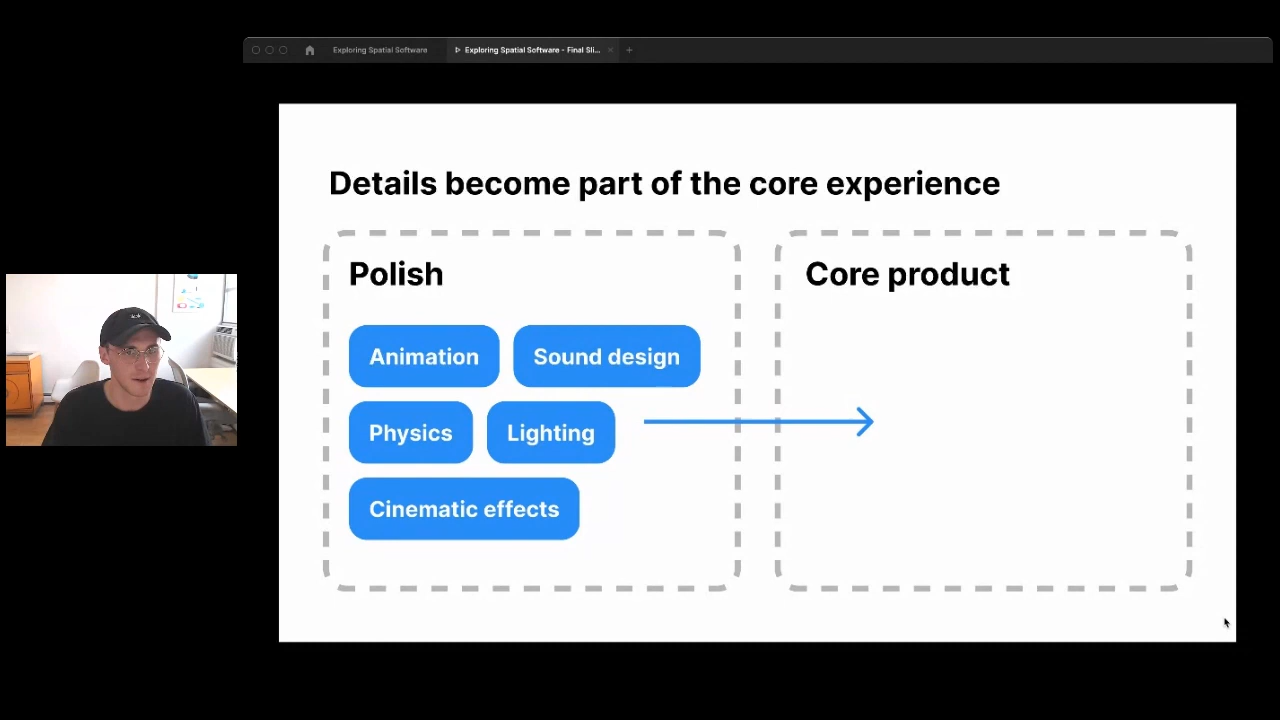 Exploring Spatial Software
Exploring Spatial Software - Final Sli...
Details become part of the core experience
Polish
Core product
Animation
Sound design
Physics
Lighting
Cinematic effects